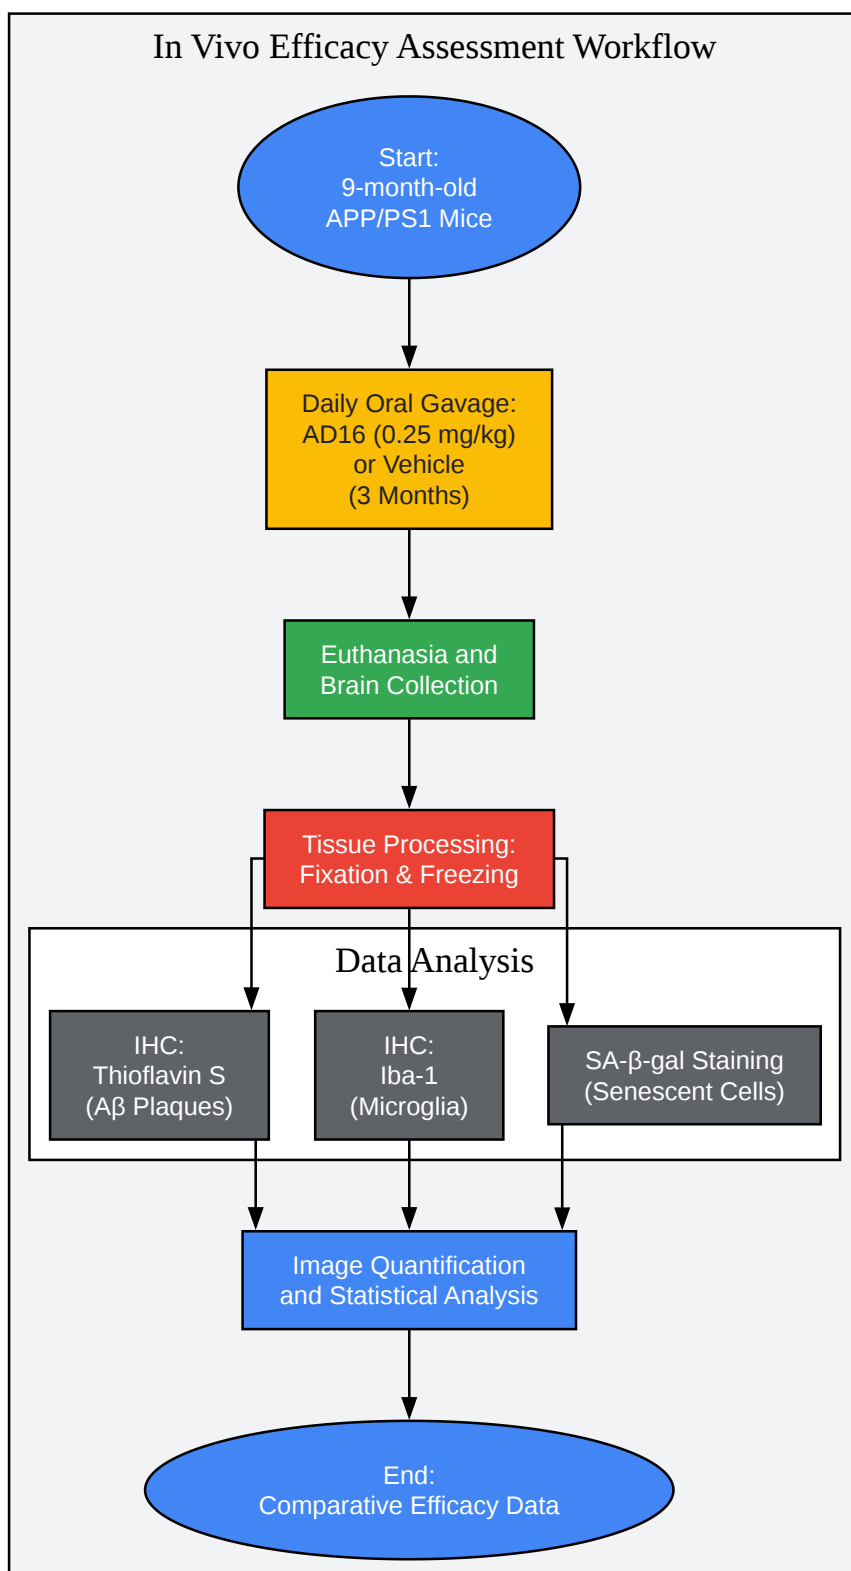 In Vivo Efficacy Assessment Workflow
Start:
9-month-old
APP/PS1 Mice
Daily Oral Gavage:
AD16 (0.25 mg/kg)
or Vehicle
(3 Months)
Euthanasia and
Brain Collection
Tissue Processing:
Fixation & Freezing
Data Analysis
IHC:
Thioflavin S
(Aβ Plaques)
IHC:
Iba-1
(Microglia)
SA-β-gal Staining
(Senescent Cells)
Image Quantification
and Statistical Analysis
End:
Comparative Efficacy Data